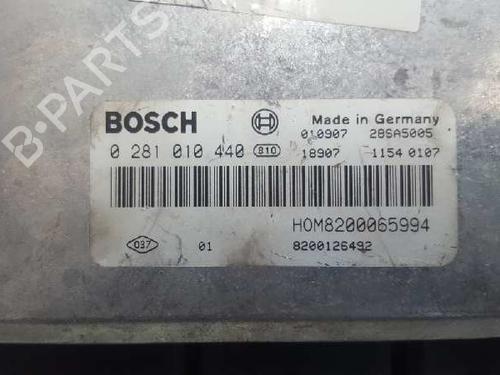 BOSCH Made in Germany
010907 28SA5005
0 281 010 440 810 18907 1154 0107
HOM8200065994
037 01 8200126492
B-PARTS